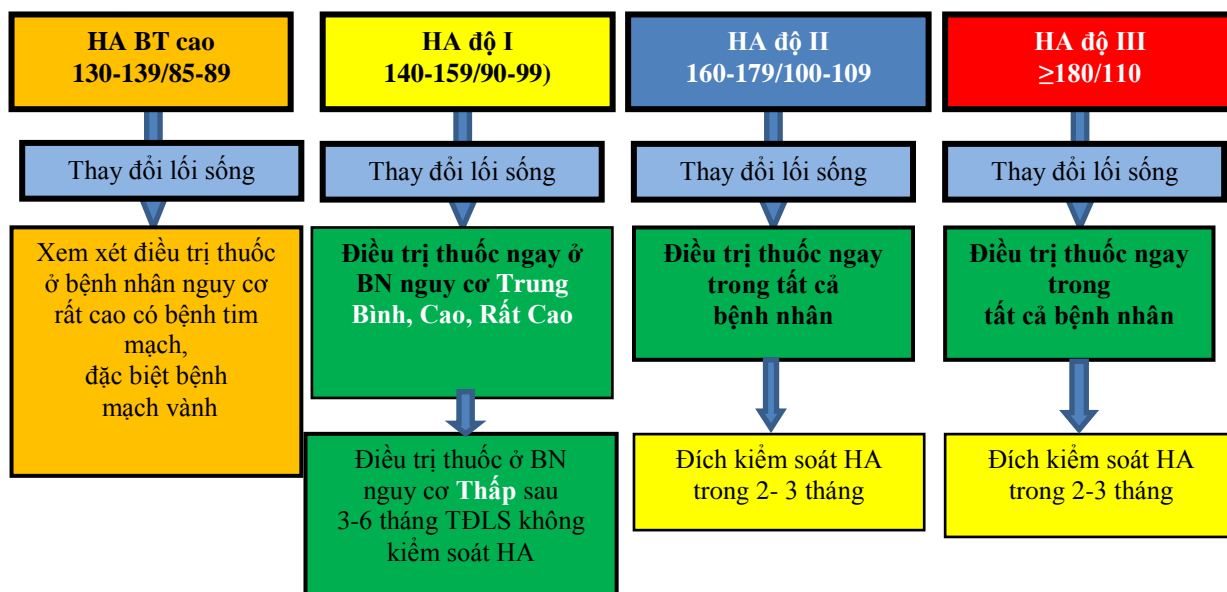 HA BT cao
130-139/85-89
Thay đổi lối sống
Xem xét điều trị thuốc
ở bệnh nhân nguy cơ
rất cao có bệnh tim
mạch,
đặc biệt bệnh
mạch vành
HA độ I
140-159/90-99)
Thay đổi lối sống
Điều trị thuốc ngay ở
BN nguy cơ Trung
Bình, Cao, Rất Cao
Điều trị thuốc ở BN
nguy cơ Thấp sau
3-6 tháng TĐLS không
kiểm soát HA
HA độ II
160-179/100-109
Thay đổi lối sống
Điều trị thuốc ngay
trong tất cả
bệnh nhân
Đích kiểm soát HA
trong 2- 3 tháng
HA độ III
≥180/110
Thay đổi lối sống
Điều trị thuốc ngay
trong
tất cả bệnh nhân
Đích kiểm soát HA
trong 2-3 tháng